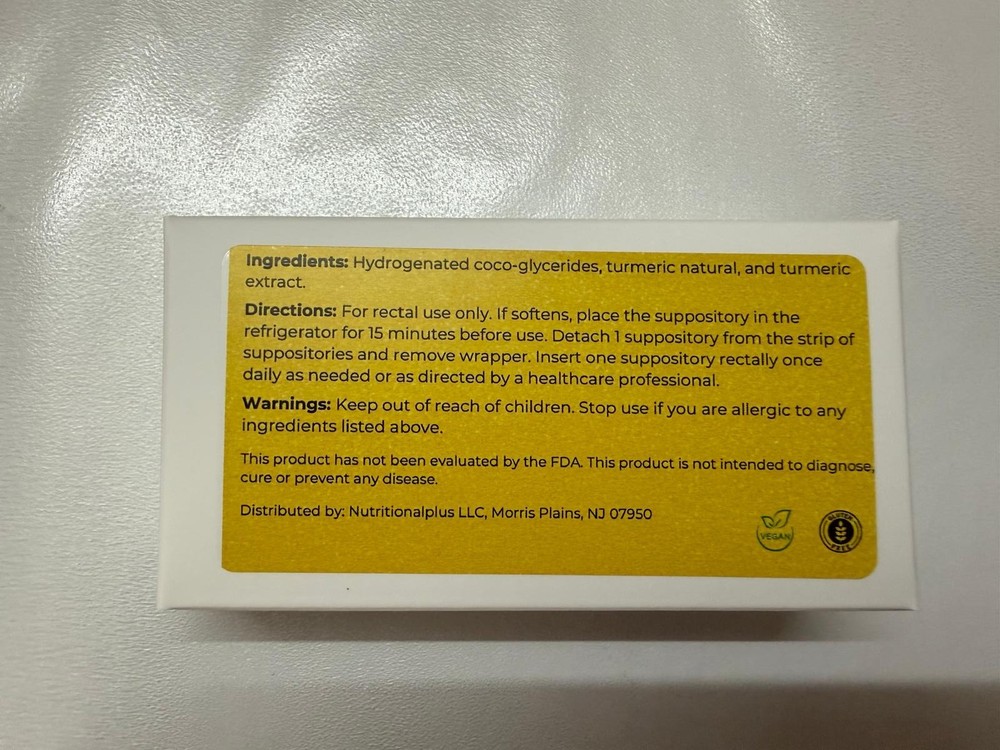 Ingredients: Hydrogenated coco-glycerides, turmeric natural, and turmeric
extract.
Directions: For rectal use only. If softens, place the suppository in the
refrigerator for 15 minutes before use. Detach 1 suppository from the strip of
suppositories and remove wrapper. Insert one suppository rectally once
daily as needed or as directed by a healthcare professional.
Warnings: Keep out of reach of children. Stop use if you are allergic to any
ingredients listed above.
This product has not been evaluated by the FDA. This product is not intended to diagnose,
cure or prevent any disease.
Distributed by: Nutritionalplus LLC, Morris Plains, NJ 07950
VEGAN
GLUTEN
FREE